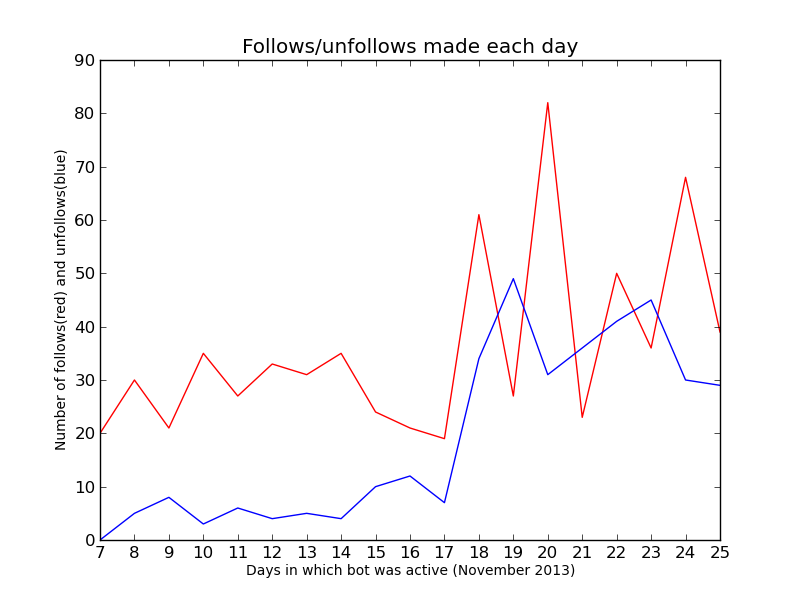 Follows/unfollows made each day
Number of follows(red) and unfollows(blue)
90
80
70
60
50
40
30
20
10
0
7 8 9 10 11 12 13 14 15 16 17 18 19 20 21 22 23 24 25
Days in which bot was active (November 2013)